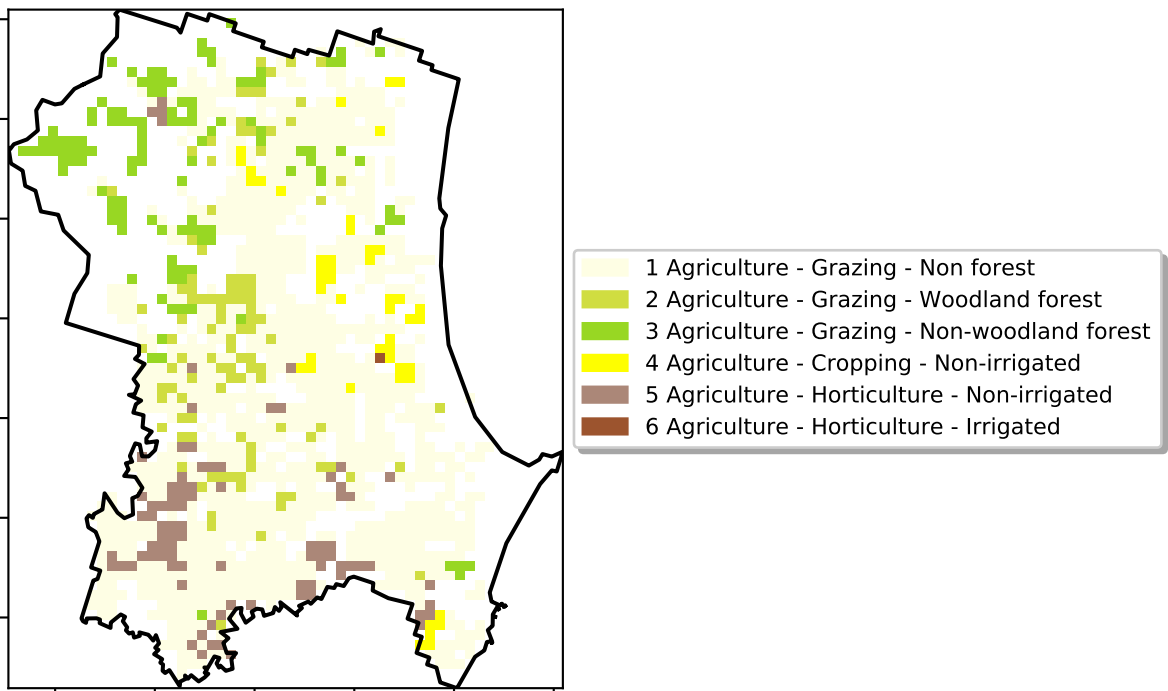 1 Agriculture - Grazing - Non forest
2 Agriculture - Grazing - Woodland forest
3 Agriculture - Grazing - Non-woodland forest
4 Agriculture - Cropping - Non-irrigated
5 Agriculture - Horticulture - Non-irrigated
6 Agriculture - Horticulture - Irrigated